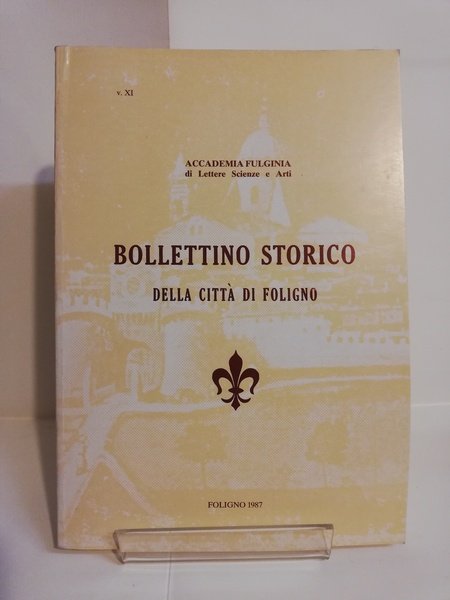 v. XI
ACCADEMIA FULGINIA
di Lettere Scienze e Arti
BOLLETTINO STORICO
DELLA CITTÀ DI FOLIGNO
FOLIGNO 1987